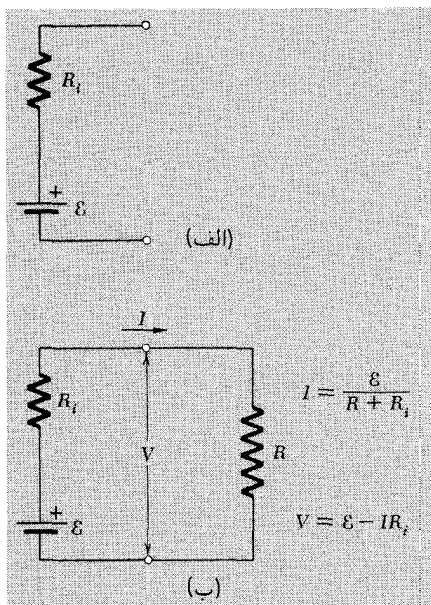 R_i
+
ε
(الف)
I
R_i
V
R
+
ε
I = ε / (R + R_i)
V = ε − IR_i
(ب)